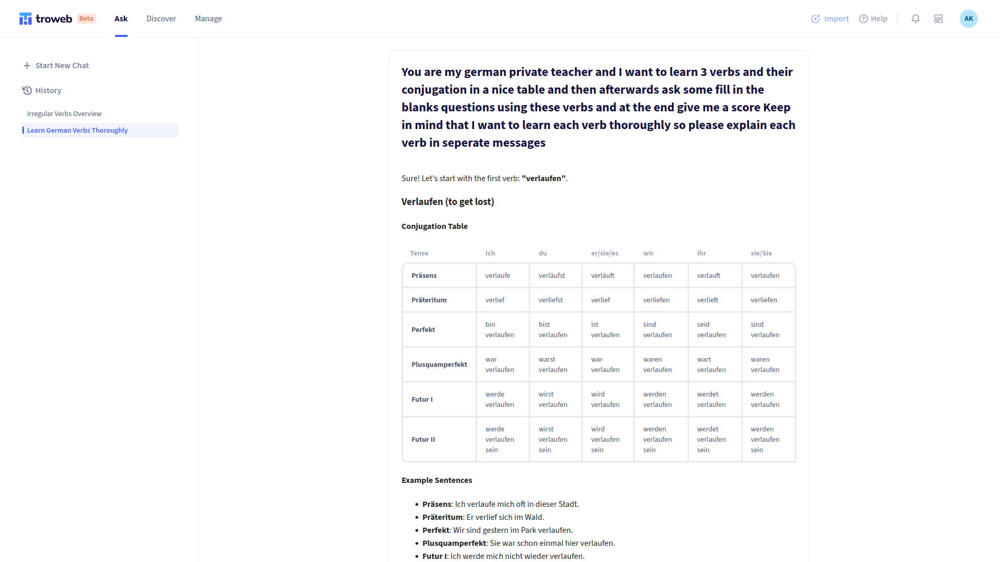 troweb Beta Ask Discover Manage Import Help AK
Start New Chat
History
Irregular Verbs Overview
Learn German Verbs Thoroughly
You are my german private teacher and I want to learn 3 verbs and their
conjugation in a nice table and then afterwards ask some fill in the
blanks questions using these verbs and at the end give me a score Keep
in mind that I want to learn each verb thoroughly so please explain each
verb in seperate messages
Sure! Let's start with the first verb: "verlaufen".
Verlaufen (to get lost)
Conjugation Table
Tense ich du er/sie/es wir ihr sie/Sie
Präsens verlaufe verläufst verläuft verlaufen verlauft verlaufen
Präteritum verlief verliefst verlief verliefen verlieft verliefen
Perfekt bin verlaufen bist verlaufen ist verlaufen sind verlaufen seid verlaufen sind verlaufen
Plusquamperfekt war verlaufen warst verlaufen war verlaufen waren verlaufen wart verlaufen waren verlaufen
Futur I werde verlaufen wirst verlaufen wird verlaufen werden verlaufen werdet verlaufen werden verlaufen
Futur II werde verlaufen sein wirst verlaufen sein wird verlaufen sein werden verlaufen sein werdet verlaufen sein werden verlaufen sein
Example Sentences
• Präsens: Ich verlaufe mich oft in dieser Stadt.
• Präteritum: Er verlief sich im Wald.
• Perfekt: Wir sind gestern im Park verlaufen.
• Plusquamperfekt: Sie war schon einmal hier verlaufen.
• Futur I: Ich werde mich nicht wieder verlaufen.